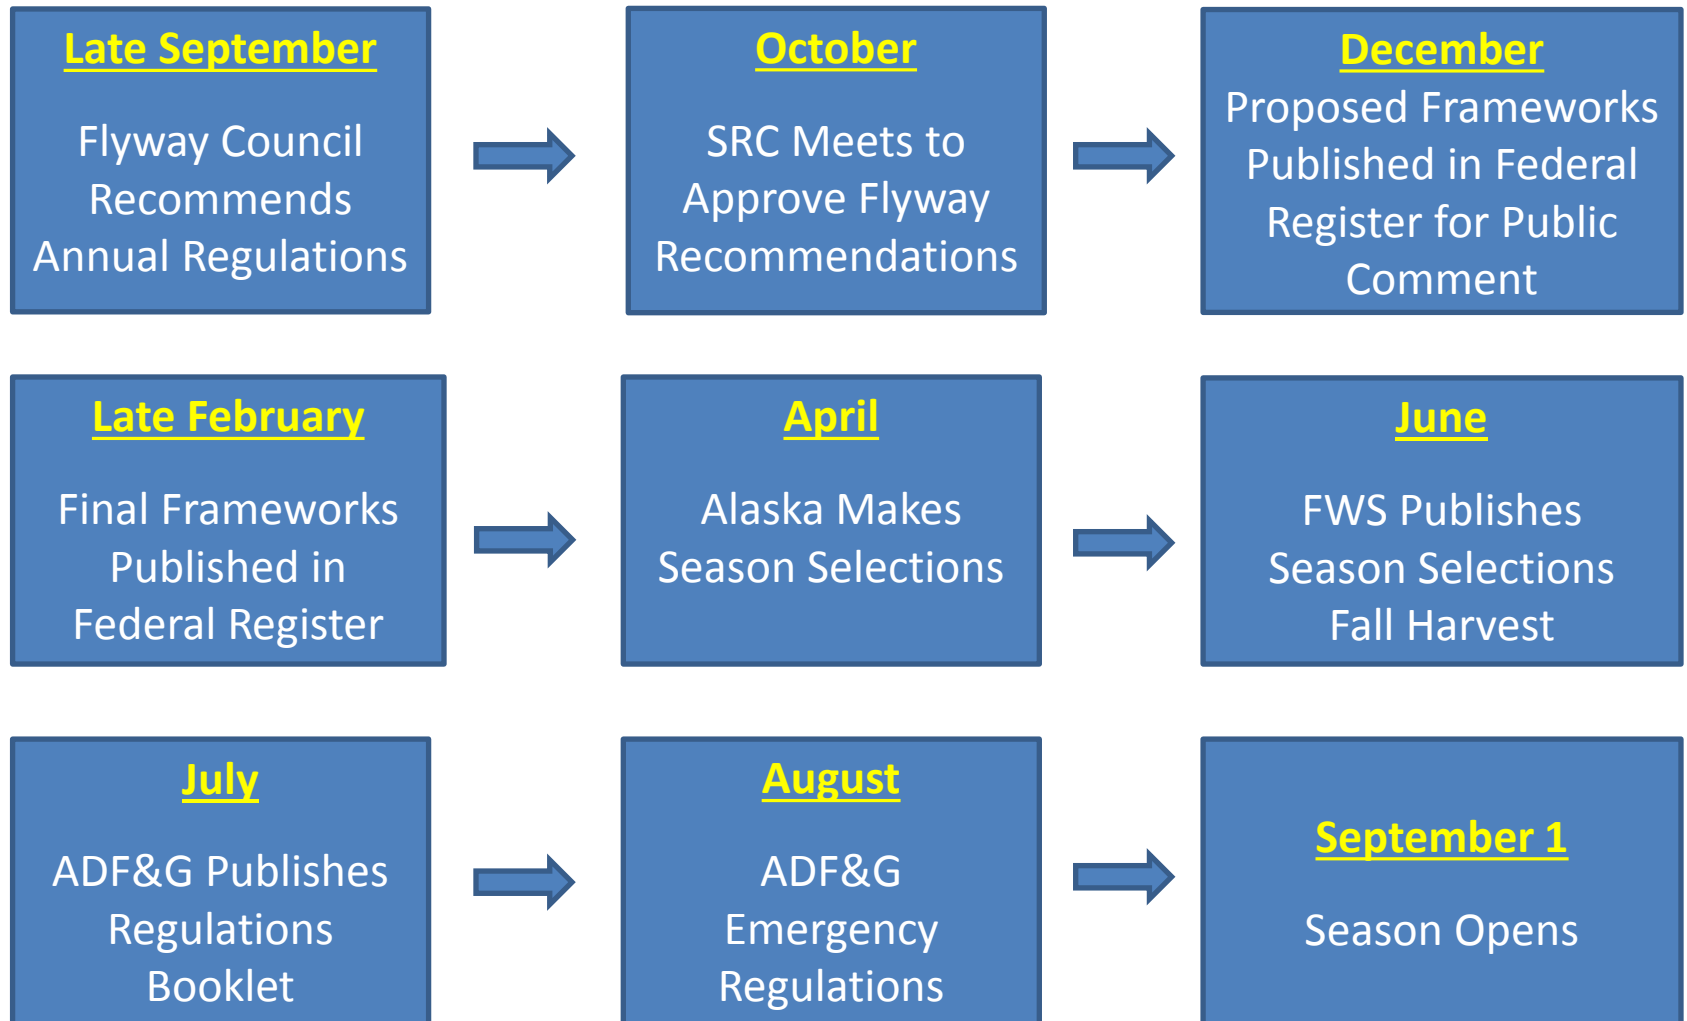 Late September
Flyway Council
Recommends
Annual Regulations
October
SRC Meets to
Approve Flyway
Recommendations
December
Proposed Frameworks
Published in Federal
Register for Public
Comment
Late February
Final Frameworks
Published in
Federal Register
April
Alaska Makes
Season Selections
June
FWS Publishes
Season Selections
Fall Harvest
July
ADF&G Publishes
Regulations
Booklet
August
ADF&G
Emergency
Regulations
September 1
Season Opens